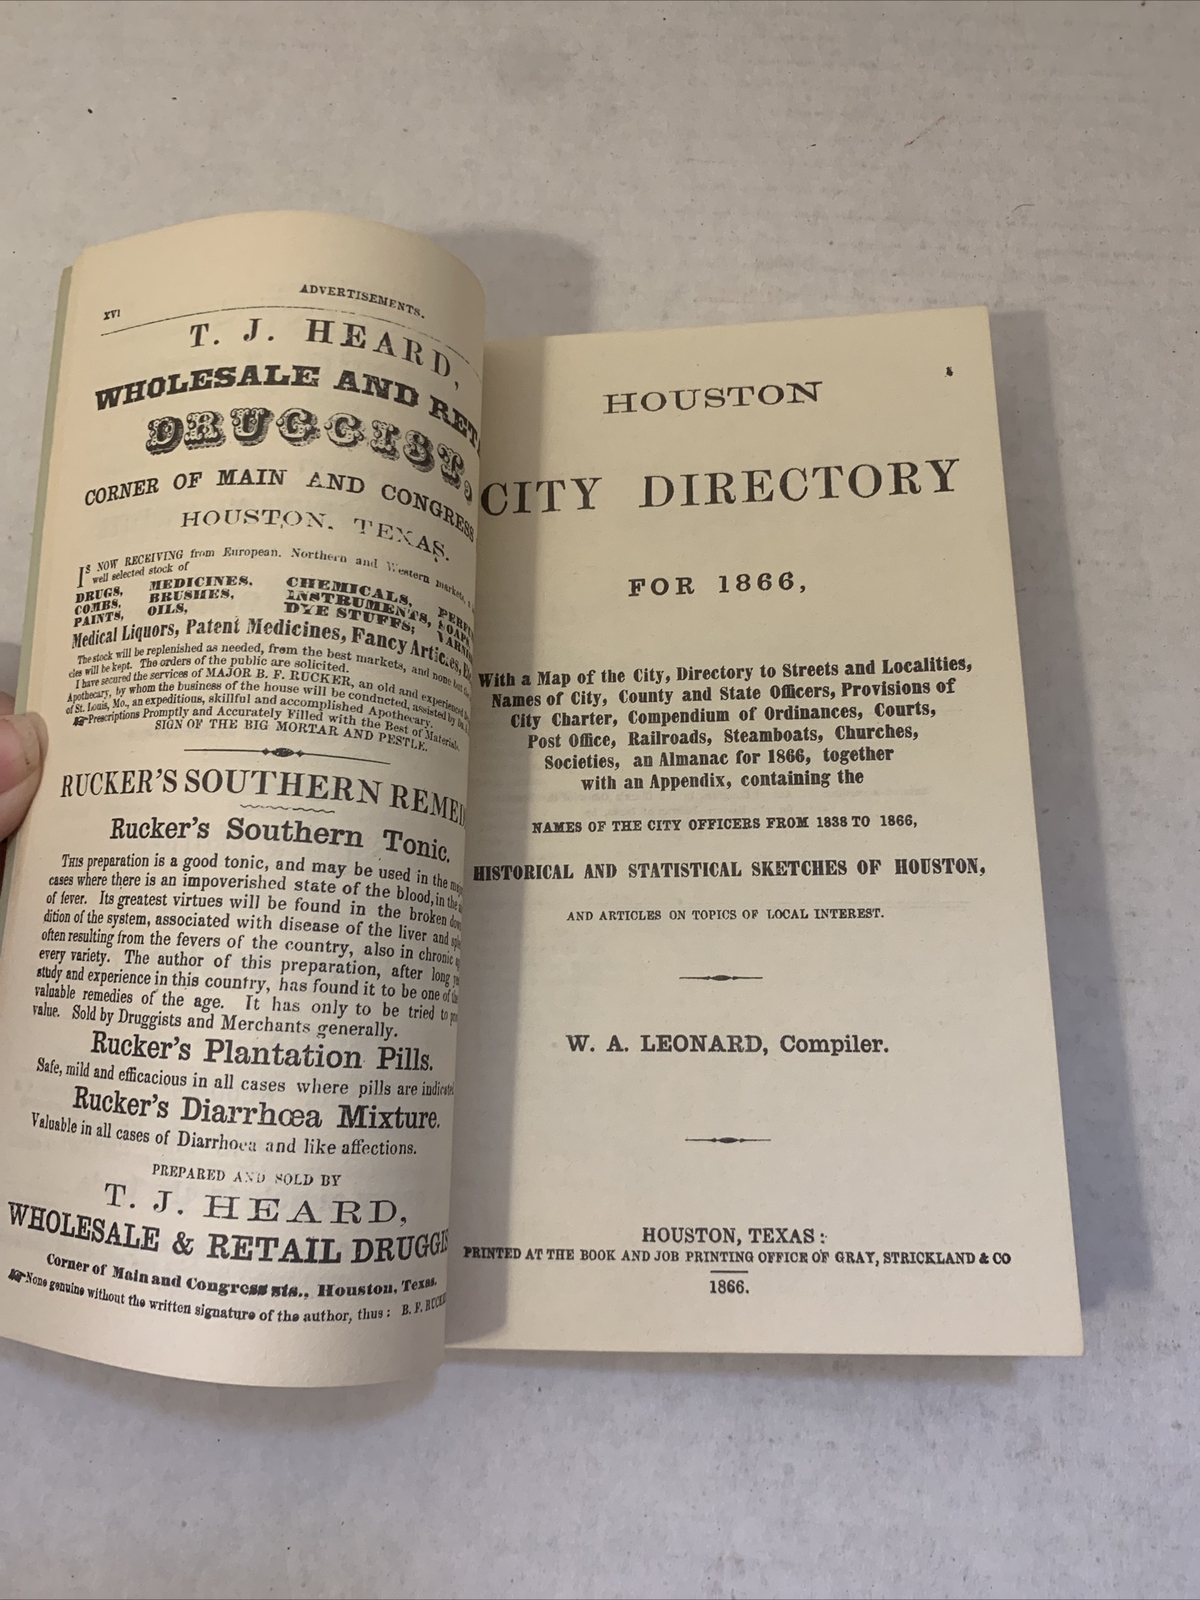 XVI
ADVERTISEMENTS.
T. J. HEARD,
WHOLESALE AND
DRUGGIST,
CORNER OF MAIN AND CONGRESS
HOUSTON, TEXAS.
IS NOW RECEIVING from European, Northern and Western markets, a
well selected stock of
DRUGS, MEDICINES, CHEMICALS,
COMBS, BRUSHES, INSTRUMENTS,
PAINTS, OILS, DYE STUFFS;
Medical Liquors, Patent Medicines, Fancy Articles,
The stock will be replenished as needed, from the best markets, and none but the
cles will be kept. The orders of the public are solicited.
I have secured the services of MAJOR B. F. RUCKER, an old and experienced
Apothecary, by whom the business of the house will be conducted, assisted by
of St. Louis, Mo., an expeditious, skillful and accomplished Apothecary.
☞Prescriptions Promptly and Accurately Filled with the Best of Materials.
SIGN OF THE BIG MORTAR AND PESTLE.
RUCKER'S SOUTHERN
Rucker's Southern Tonic.
THIS preparation is a good tonic, and may be used in the
cases where there is an impoverished state of the blood, in the
of fever. Its greatest virtues will be found in the broken
dition of the system, associated with disease of the liver and
often resulting from the fevers of the country, also in chronic
every variety. The author of this preparation, after long
study and experience in this country, has found it to be one of the
valuable remedies of the age. It has only to be tried to
value. Sold by Druggists and Merchants generally.
Rucker's Plantation Pills.
Safe, mild and efficacious in all cases where pills are indicated
Rucker's Diarrhœa Mixture.
Valuable in all cases of Diarrhoea and like affections.
PREPARED AND SOLD BY
T. J. HEARD,
WHOLESALE & RETAIL
Corner of Main and Congress sts., Houston, Texas.
☞None genuine without the written signature of the author, thus: B. F.
HOUSTON
CITY DIRECTORY
FOR 1866,
With a Map of the City, Directory to Streets and Localities,
Names of City, County and State Officers, Provisions of
City Charter, Compendium of Ordinances, Courts,
Post Office, Railroads, Steamboats, Churches,
Societies, an Almanac for 1866, together
with an Appendix, containing the
NAMES OF THE CITY OFFICERS FROM 1838 TO 1866,
HISTORICAL AND STATISTICAL SKETCHES OF HOUSTON,
AND ARTICLES ON TOPICS OF LOCAL INTEREST.
W. A. LEONARD, Compiler.
HOUSTON, TEXAS:
PRINTED AT THE BOOK AND JOB PRINTING OFFICE OF GRAY, STRICKLAND & CO
1866.